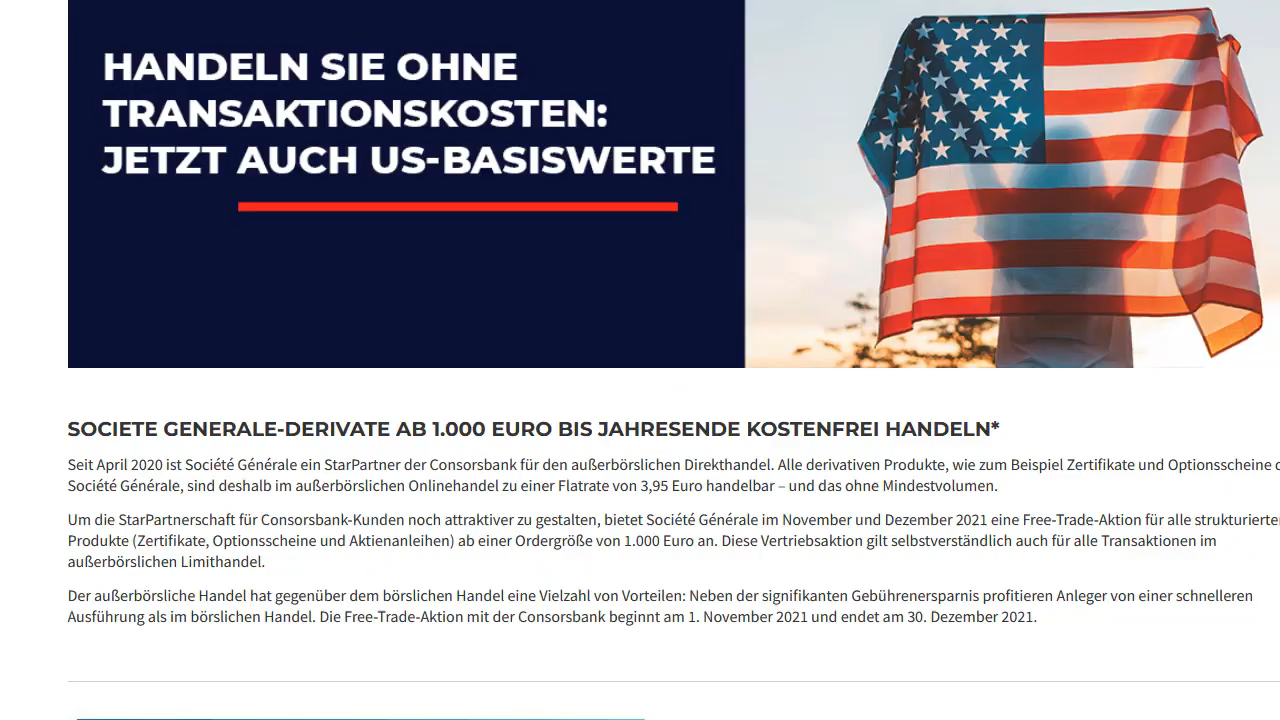 HANDELN SIE OHNE
TRANSAKTIONSKOSTEN:
JETZT AUCH US-BASISWERTE
SOCIETE GENERALE-DERIVATE AB 1.000 EURO BIS JAHRESENDE KOSTENFREI HANDELN*
Seit April 2020 ist Société Générale ein StarPartner der Consorsbank für den außerbörslichen Direkthandel. Alle derivativen Produkte, wie zum Beispiel Zertifikate und Optionsscheine
Société Générale, sind deshalb im außerbörslichen Onlinehandel zu einer Flatrate von 3,95 Euro handelbar – und das ohne Mindestvolumen.
Um die StarPartnerschaft für Consorsbank-Kunden noch attraktiver zu gestalten, bietet Société Générale im November und Dezember 2021 eine Free-Trade-Aktion für alle strukturierten
Produkte (Zertifikate, Optionsscheine und Aktienanleihen) ab einer Ordergröße von 1.000 Euro an. Diese Vertriebsaktion gilt selbstverständlich auch für alle Transaktionen im
außerbörslichen Limithandel.
Der außerbörsliche Handel hat gegenüber dem börslichen Handel eine Vielzahl von Vorteilen: Neben der signifikanten Gebührenersparnis profitieren Anleger von einer schnelleren
Ausführung als im börslichen Handel. Die Free-Trade-Aktion mit der Consorsbank beginnt am 1. November 2021 und endet am 30. Dezember 2021.